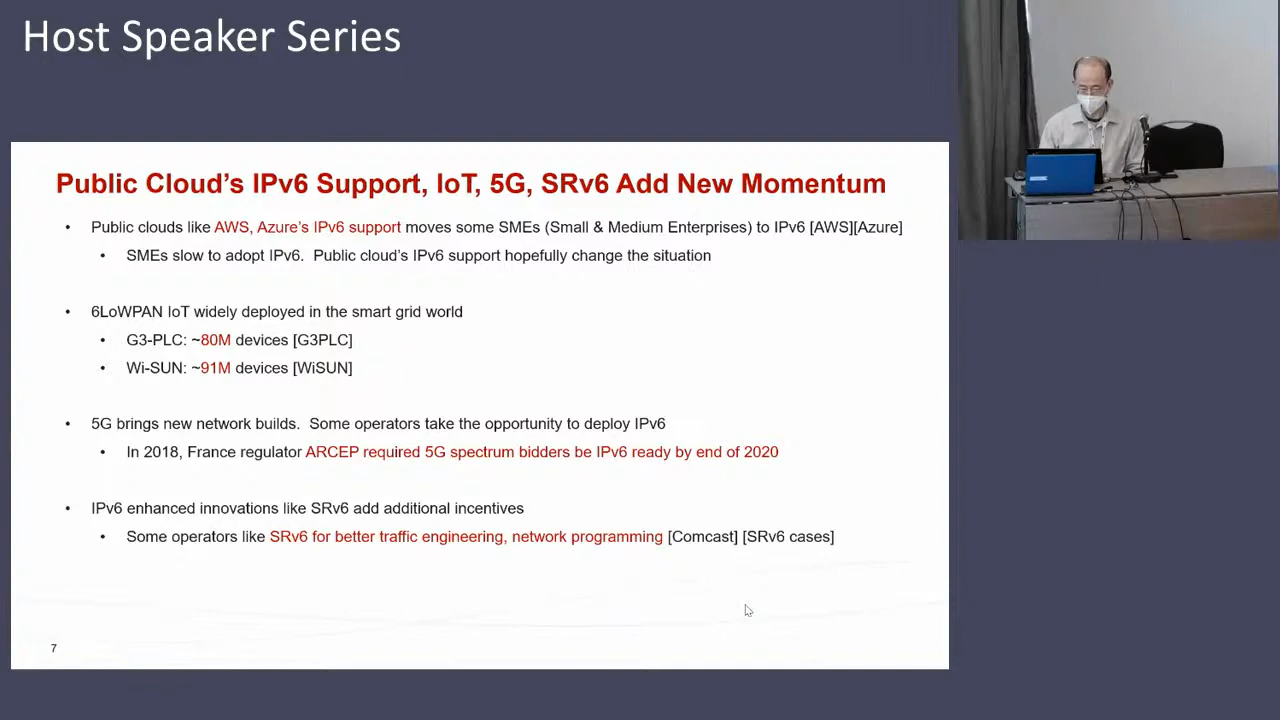 Host Speaker Series
Public Cloud's IPv6 Support, IoT, 5G, SRv6 Add New Momentum
• Public clouds like AWS, Azure's IPv6 support moves some SMEs (Small & Medium Enterprises) to IPv6 [AWS][Azure]
• SMEs slow to adopt IPv6. Public cloud's IPv6 support hopefully change the situation
• 6LoWPAN IoT widely deployed in the smart grid world
• G3-PLC: ~80M devices [G3PLC]
• Wi-SUN: ~91M devices [WiSUN]
• 5G brings new network builds. Some operators take the opportunity to deploy IPv6
• In 2018, France regulator ARCEP required 5G spectrum bidders be IPv6 ready by end of 2020
• IPv6 enhanced innovations like SRv6 add additional incentives
• Some operators like SRv6 for better traffic engineering, network programming [Comcast] [SRv6 cases]
7